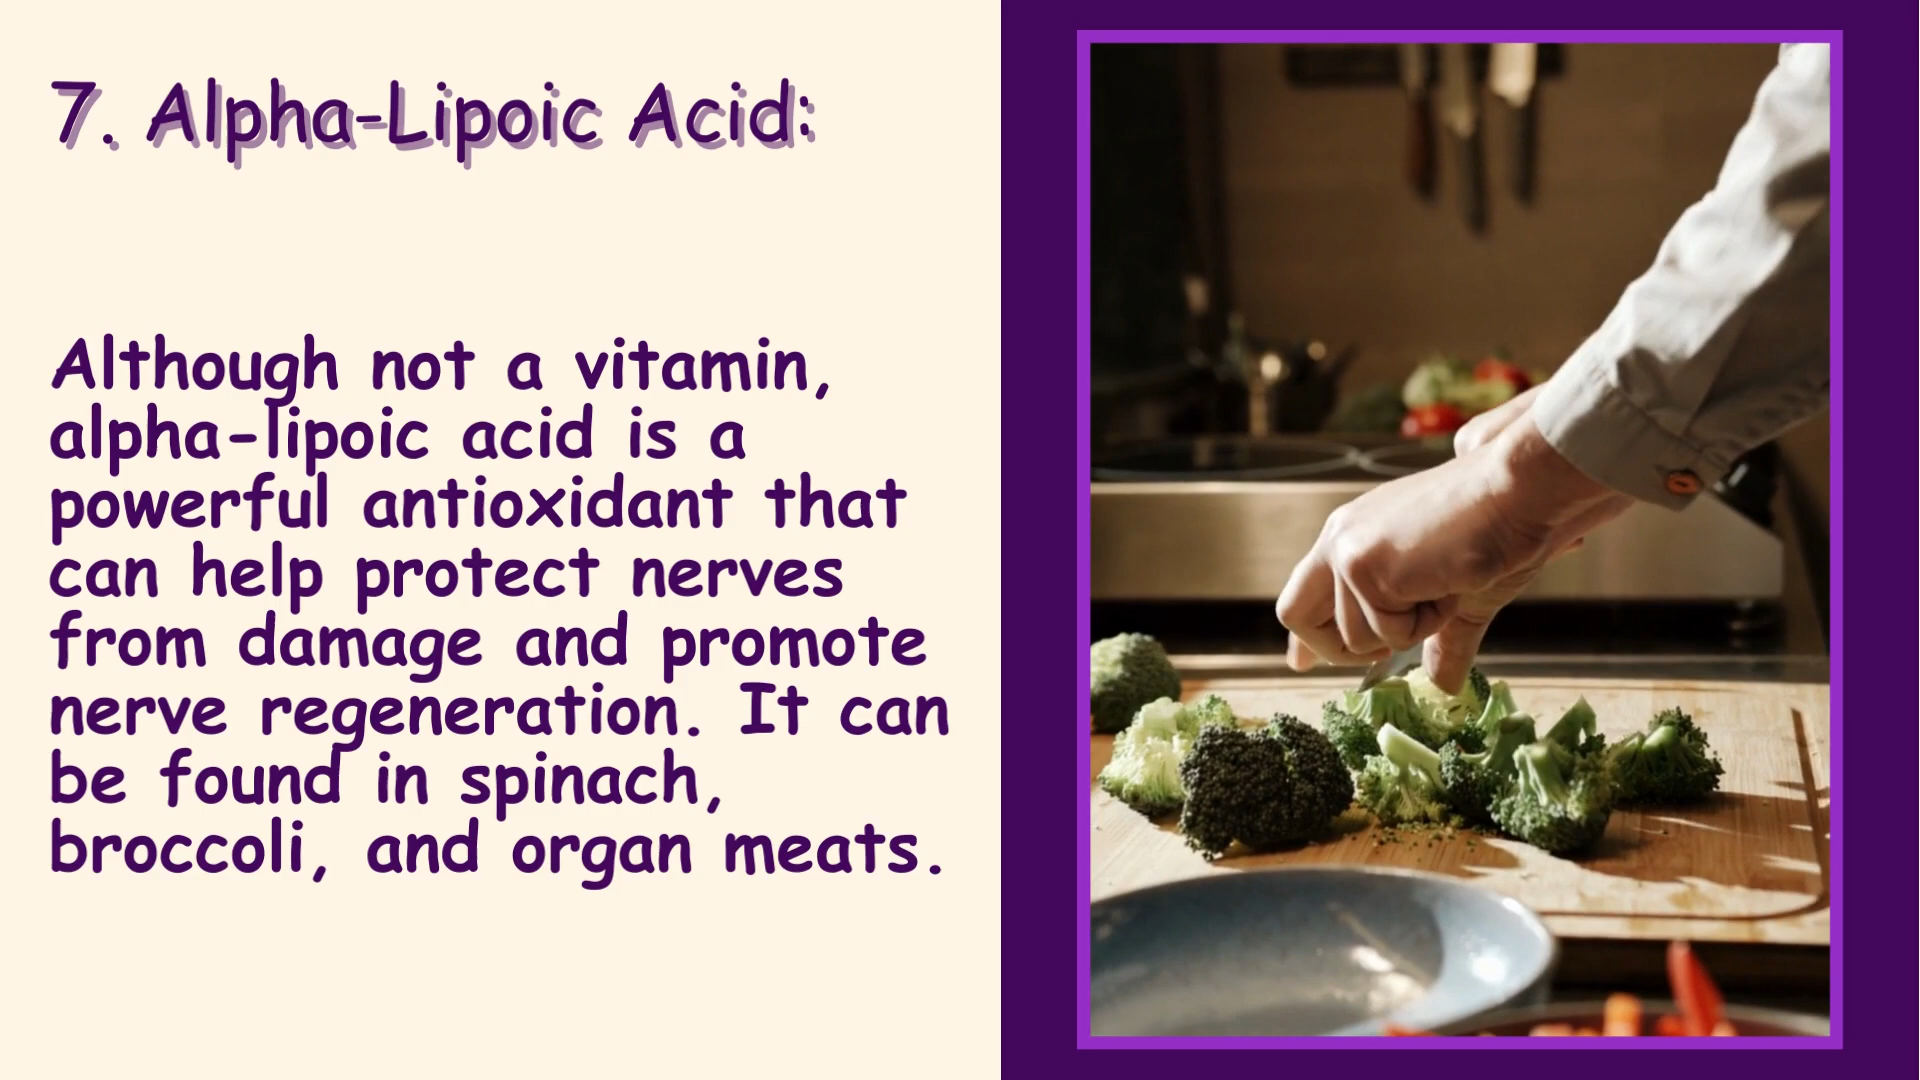 7. Alpha-Lipoic Acid:
Although not a vitamin,
alpha-lipoic acid is a
powerful antioxidant that
can help protect nerves
from damage and promote
nerve regeneration. It can
be found in spinach,
broccoli, and organ meats.